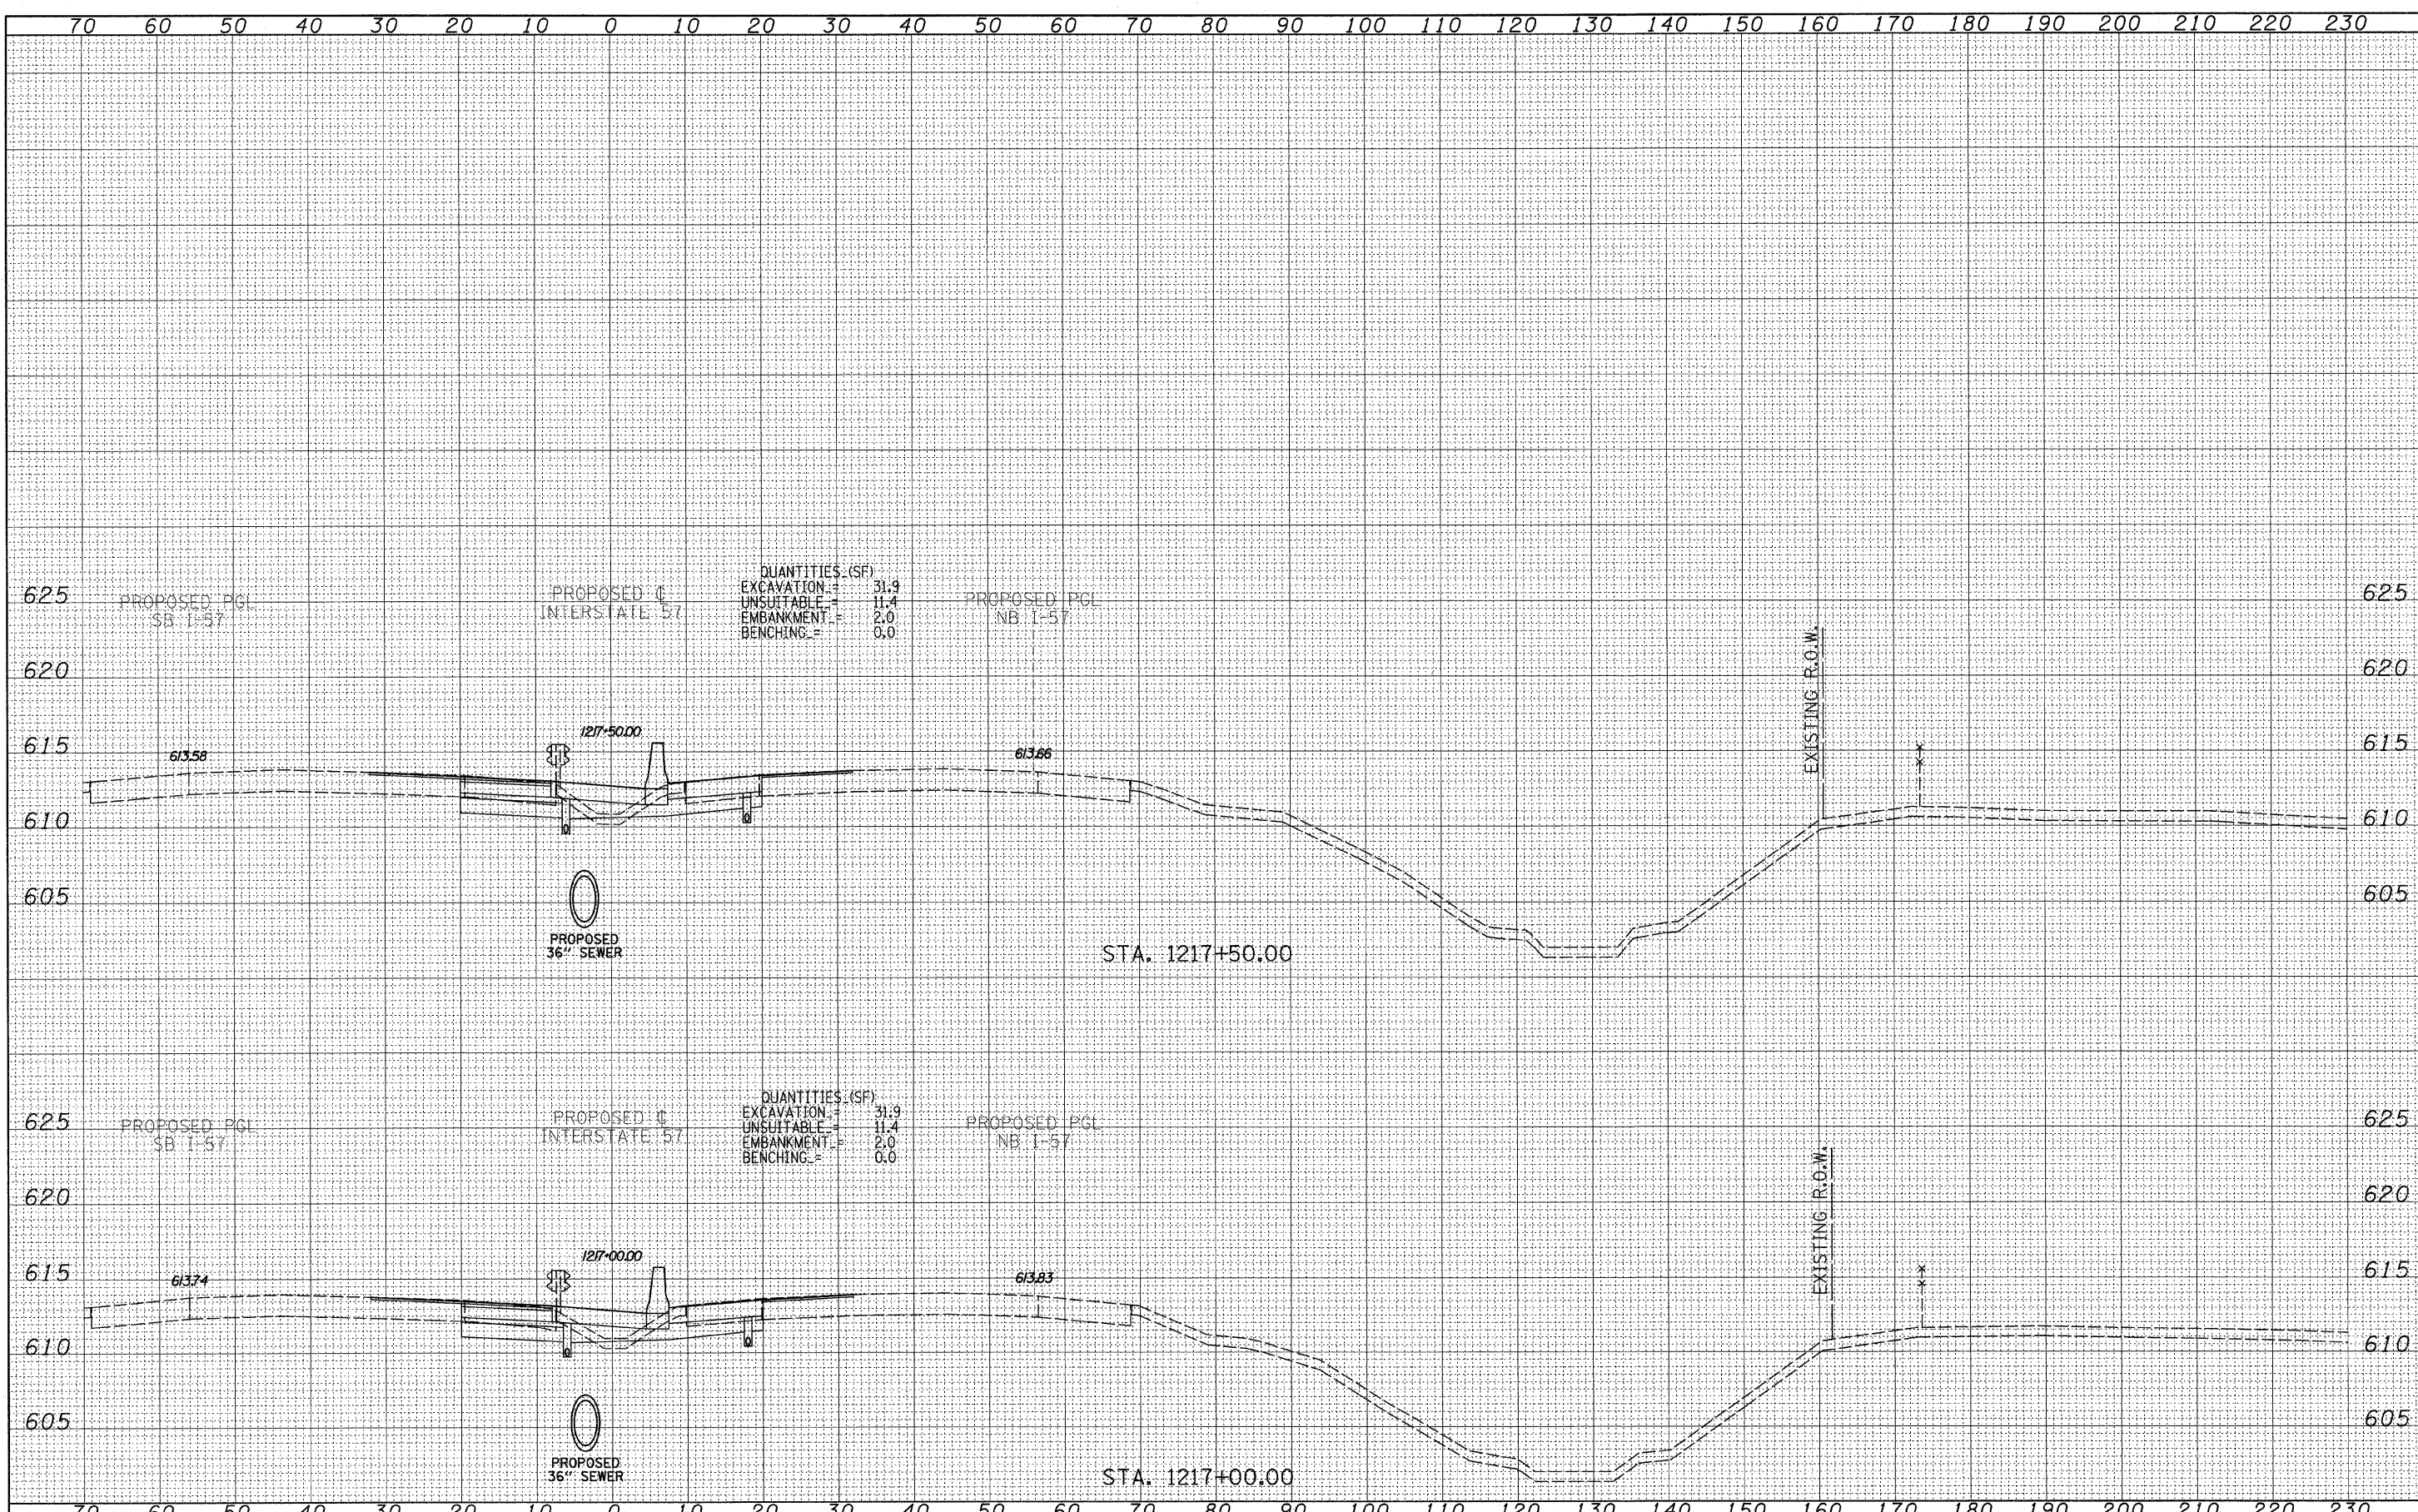 70 60 50 40 30 20 10 0 10 20 30 40 50 60 70 80 90 100 110 120 130 140 150 160 170 180 190 200 210 220 230
QUANTITIES (SF)
EXCAVATION = 31.9
UNSUITABLE = 11.4
EMBANKMENT = 2.0
BENCHING = 0.0
625 625
PROPOSED PGL
SB I-57
PROPOSED ℄
INTERSTATE 57
PROPOSED PGL
NB I-57
EXISTING R.O.W.
620 620
1217+50.00
615 615
613.58
613.66
610 610
605 605
PROPOSED
36" SEWER
STA. 1217+50.00
QUANTITIES (SF)
EXCAVATION = 31.9
UNSUITABLE = 11.4
EMBANKMENT = 2.0
BENCHING = 0.0
625 625
PROPOSED PGL
SB I-57
PROPOSED ℄
INTERSTATE 57
PROPOSED PGL
NB I-57
EXISTING R.O.W.
620 620
1217+00.00
615 615
613.74
613.83
610 610
605 605
PROPOSED
36" SEWER
STA. 1217+00.00
70 60 50 40 30 20 10 0 10 20 30 40 50 60 70 80 90 100 110 120 130 140 150 160 170 180 190 200 210 220 230